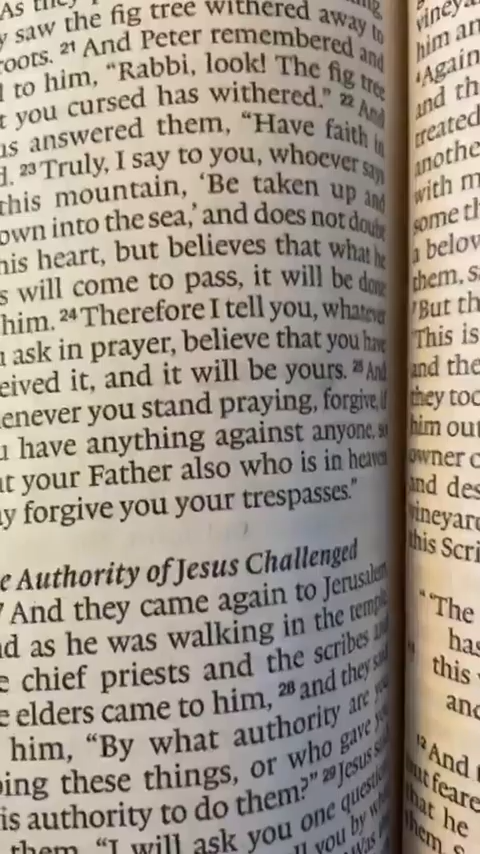 As they
saw the fig tree withered away to
roots. 21 And Peter remembered and
to him, "Rabbi, look! The fig tree
you cursed has withered." 22 And
answered them, "Have faith in
23 Truly, I say to you, whoever says
this mountain, 'Be taken up and
own into the sea,' and does not doubt
his heart, but believes that what he
will come to pass, it will be done
him. 24 Therefore I tell you, whatever
ask in prayer, believe that you have
eived it, and it will be yours. 25 And
enever you stand praying, forgive, if
have anything against anyone, so
at your Father also who is in heaven
y forgive you your trespasses."
e Authority of Jesus Challenged
And they came again to Jerusalem
d as he was walking in the temple
e chief priests and the scribes and
e elders came to him, 28 and they said
him, "By what authority are you
ing these things, or who gave you
is authority to do them?" 29 Jesus said
them, "I will ask you one question
you by what
was
vineya
him an
"Again
and th
treated
anothe
with m
some th
a belov
them, s
"But th
This is
and the
they too
him out
owner o
and des
vineyard
this Scri
"'The
has
this
and
12 And
but feare
that he
them s